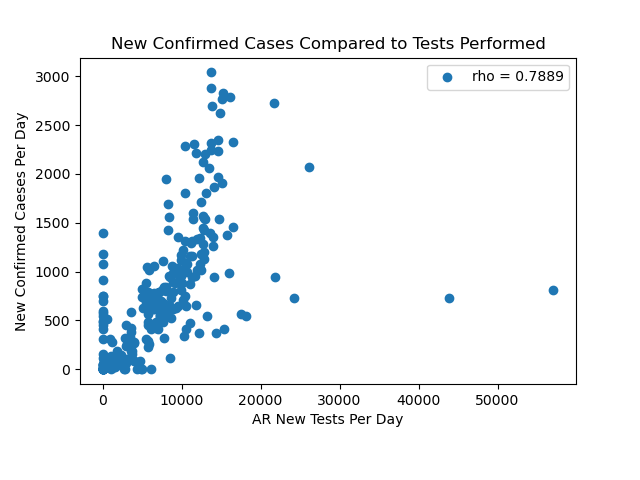 New Confirmed Cases Compared to Tests Performed
rho = 0.7889
3000
2500
2000
1500
1000
500
0
New Confirmed Caeses Per Day
0 10000 20000 30000 40000 50000
AR New Tests Per Day